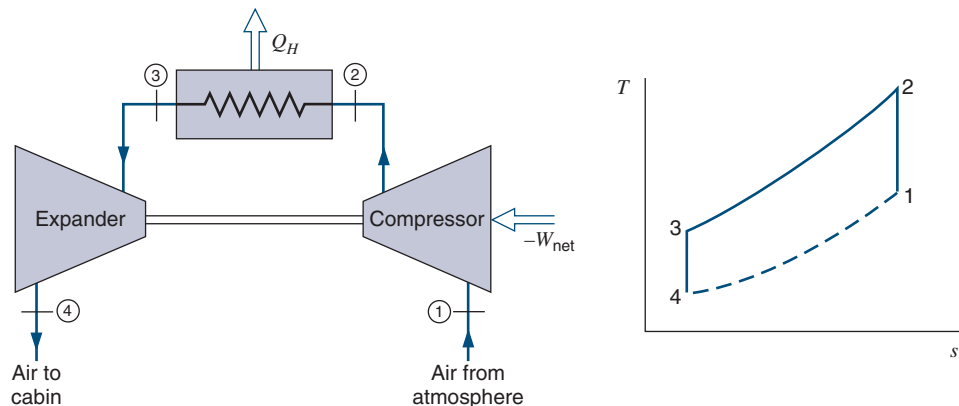 Q_H
3
2
Expander
Compressor
−W_net
4
1
Air to
cabin
Air from
atmosphere
T
2
1
3
4
s